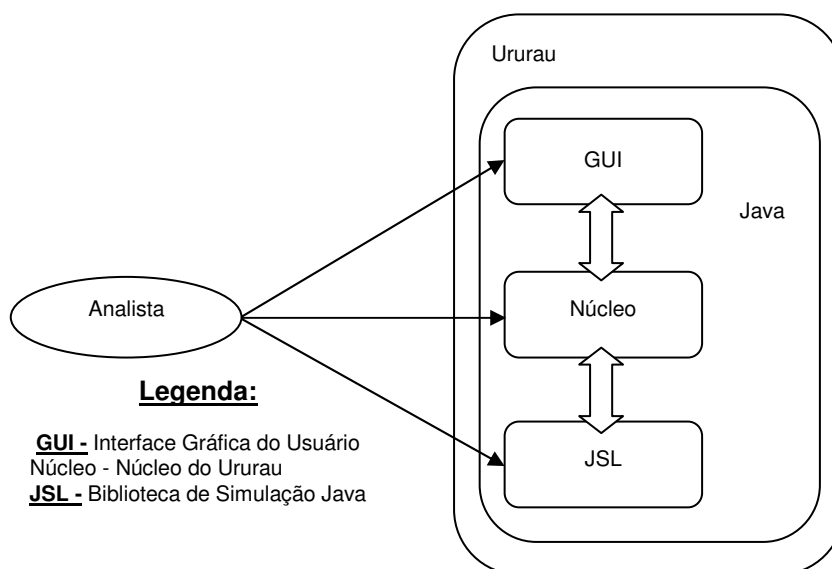 Ururau
GUI
Java
Analista
Núcleo
Legenda:
GUI - Interface Gráfica do Usuário
Núcleo - Núcleo do Ururau
JSL - Biblioteca de Simulação Java
JSL